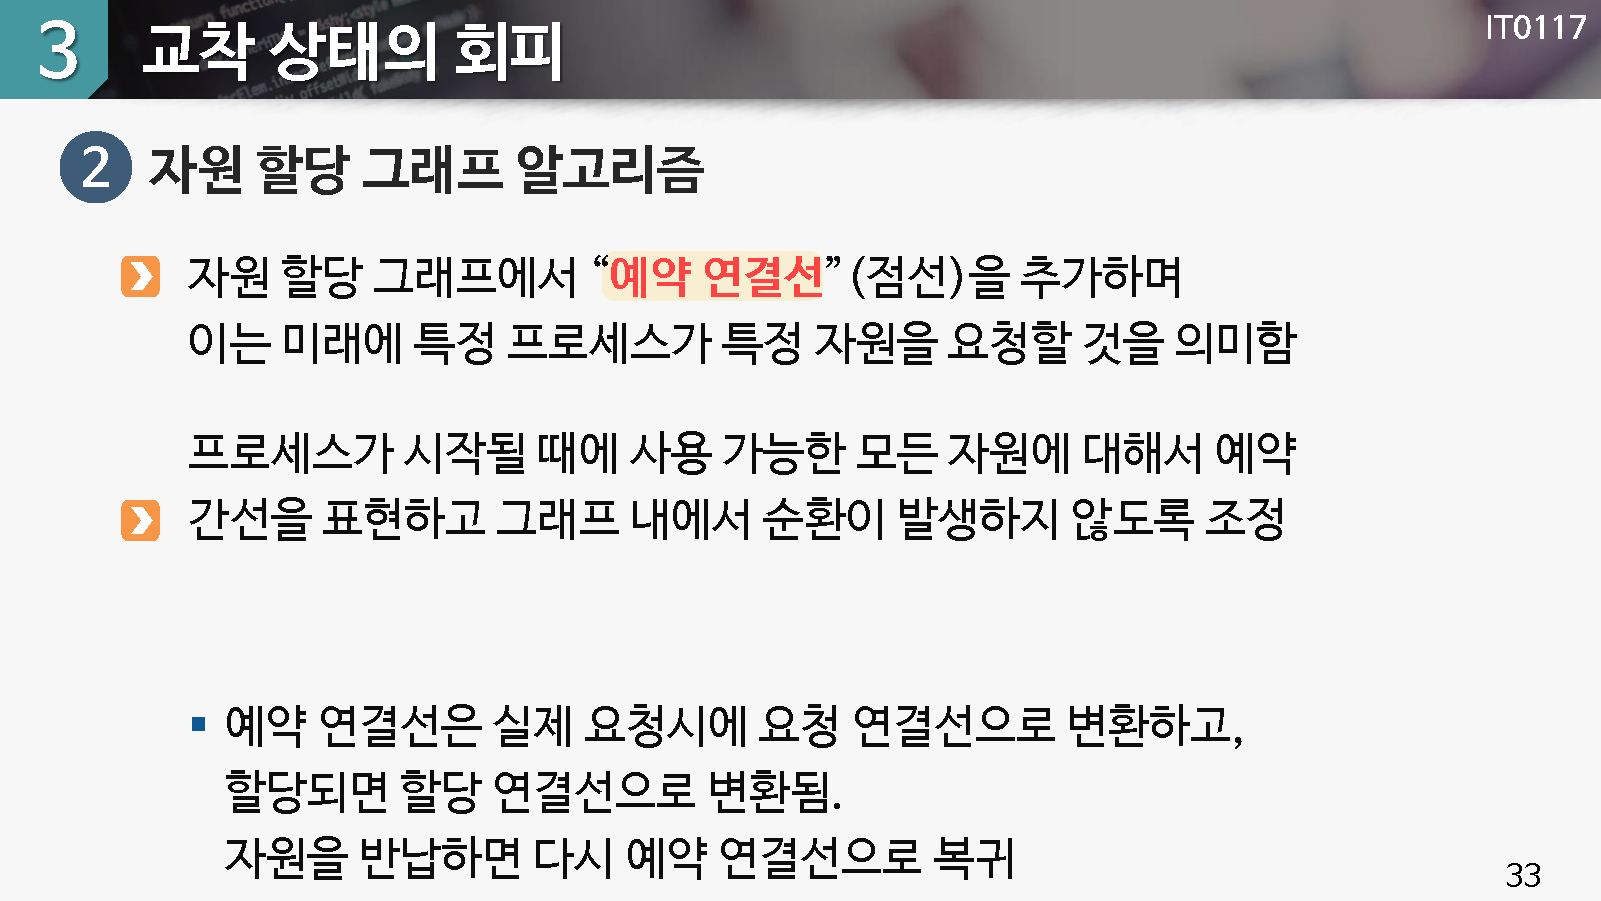 3 교착 상태의 회피
IT0117
2 자원 할당 그래프 알고리즘
자원 할당 그래프에서 “예약 연결선” (점선)을 추가하며
이는 미래에 특정 프로세스가 특정 자원을 요청할 것을 의미함
프로세스가 시작될 때에 사용 가능한 모든 자원에 대해서 예약
간선을 표현하고 그래프 내에서 순환이 발생하지 않도록 조정
▪ 예약 연결선은 실제 요청시에 요청 연결선으로 변환하고,
할당되면 할당 연결선으로 변환됨.
자원을 반납하면 다시 예약 연결선으로 복귀
33